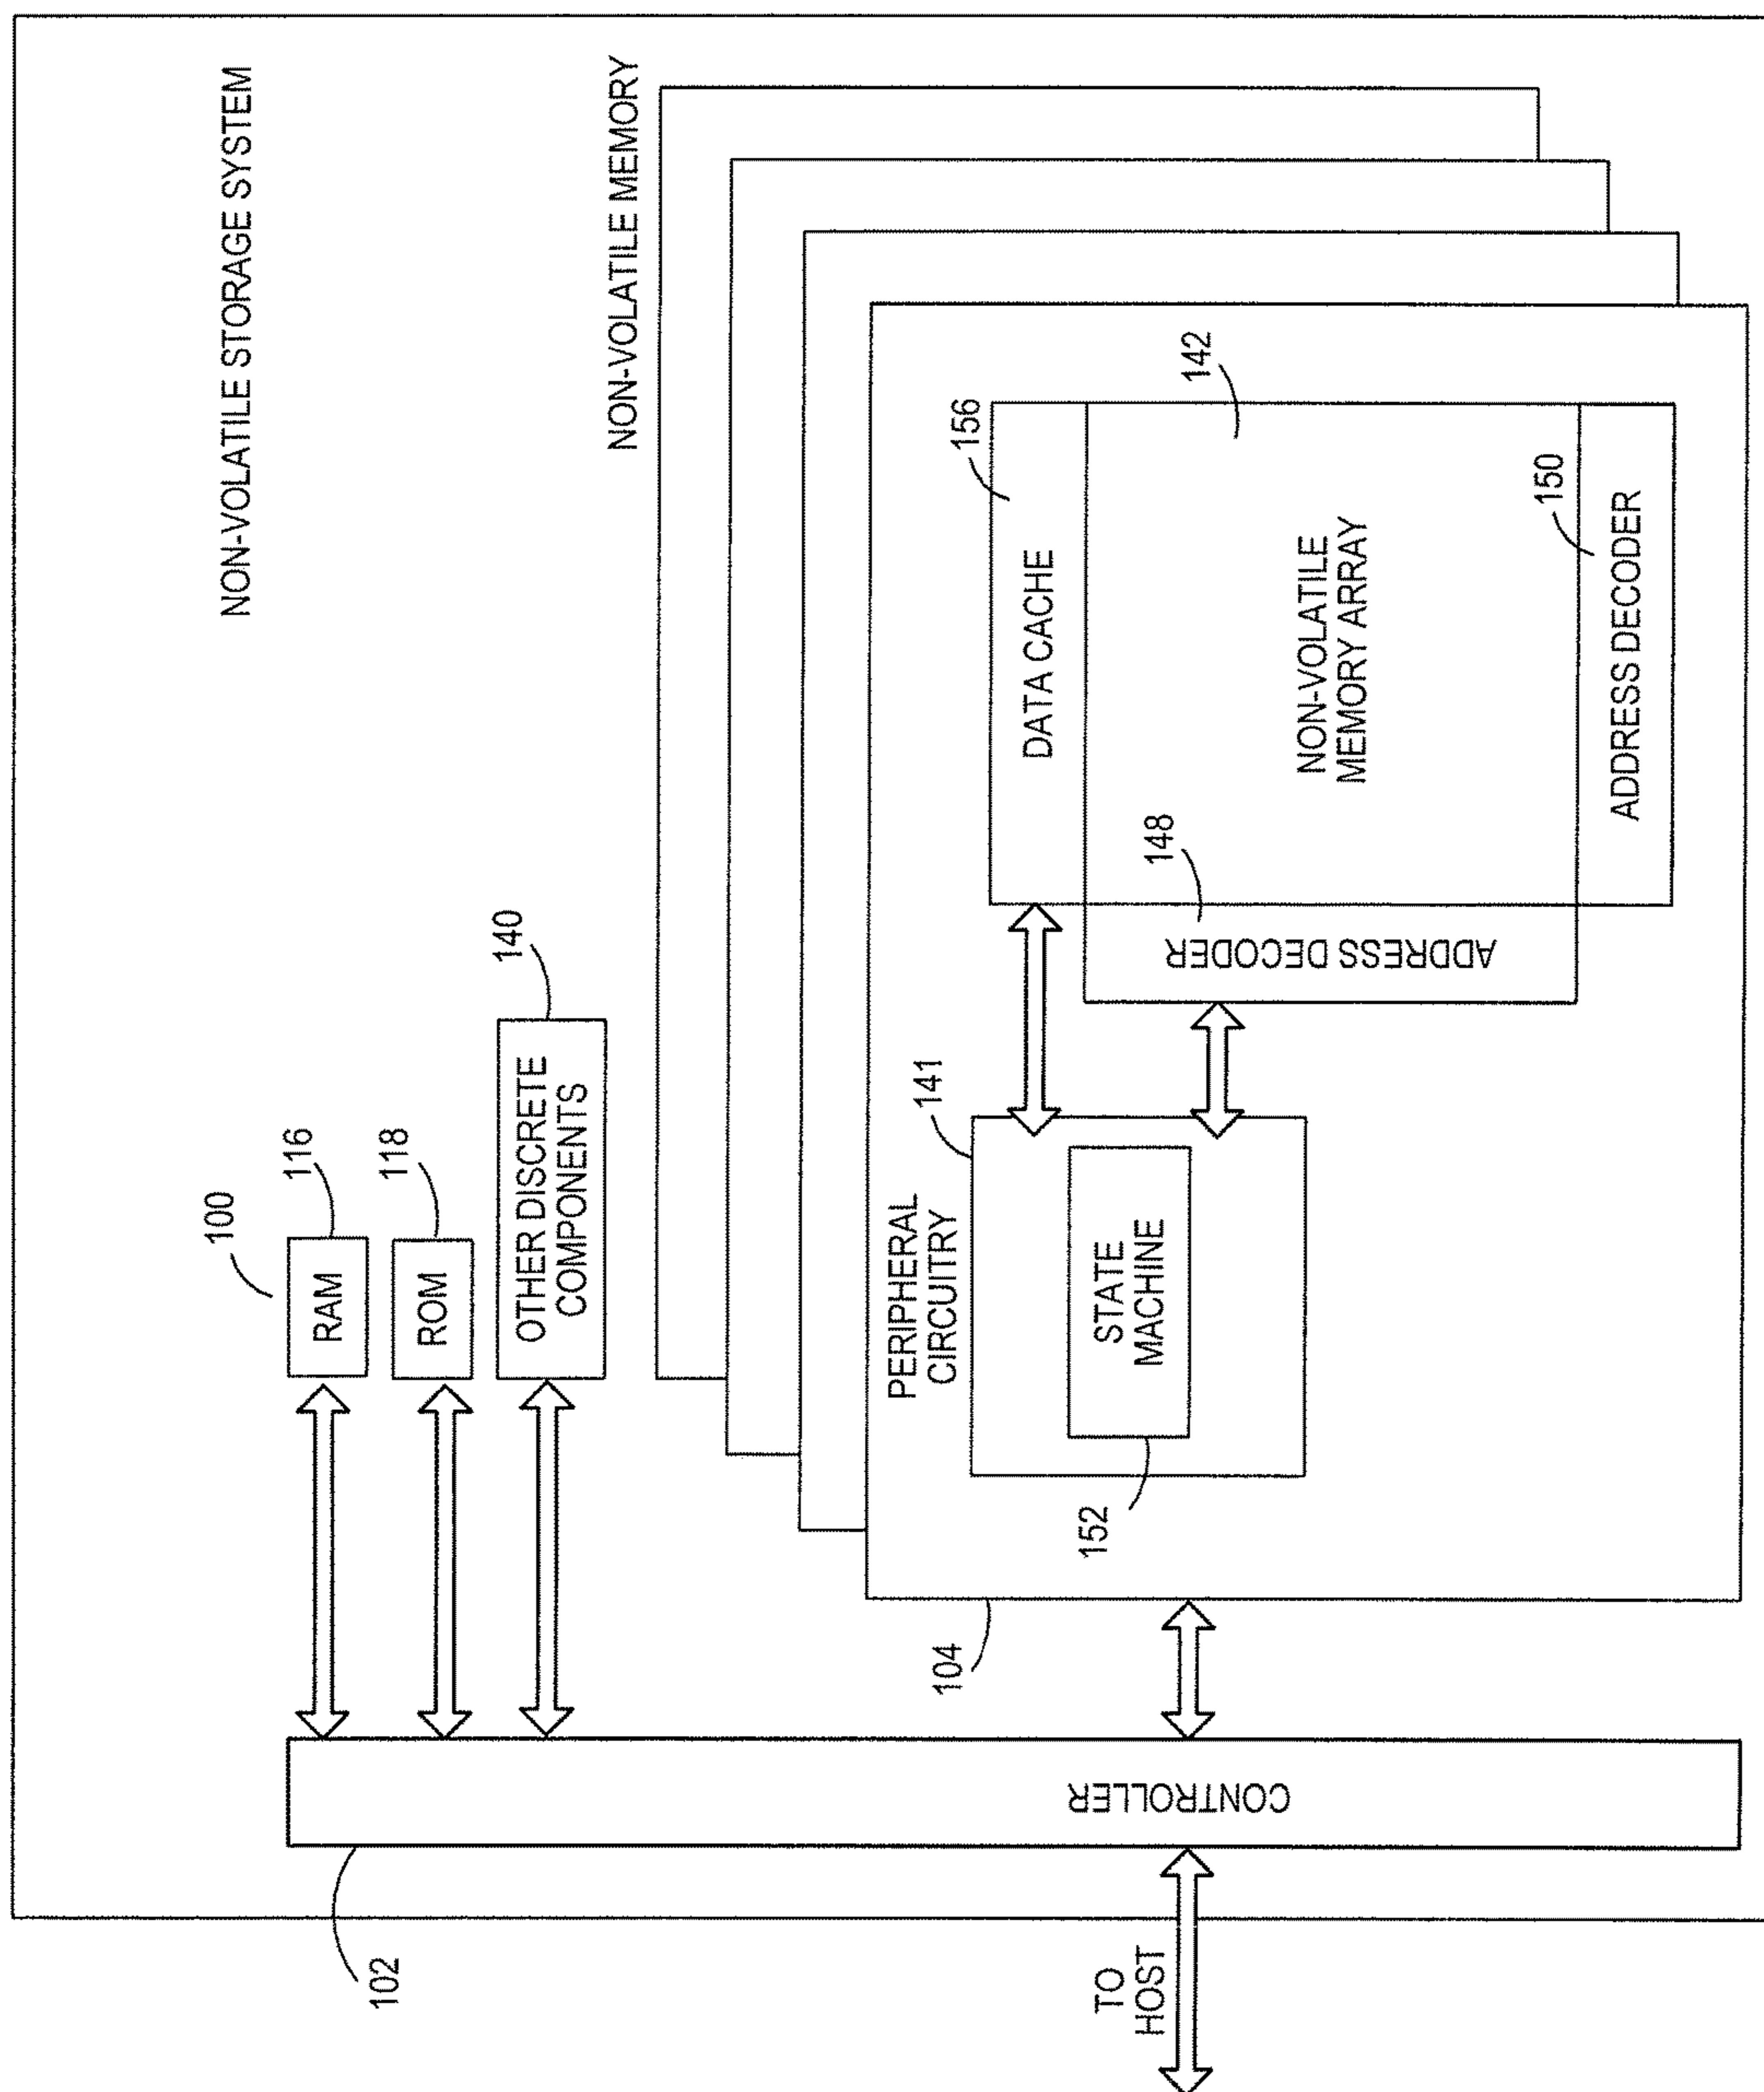 NON-VOLATILE STORAGE SYSTEM
100
116
RAM
118
ROM
140
OTHER DISCRETE
COMPONENTS
NON-VOLATILE MEMORY
102
CONTROLLER
TO
HOST
104
PERIPHERAL
CIRCUITRY
141
STATE
MACHINE
152
DATA CACHE
156
ADDRESS DECODER
148
NON-VOLATILE
MEMORY ARRAY
142
ADDRESS DECODER
150